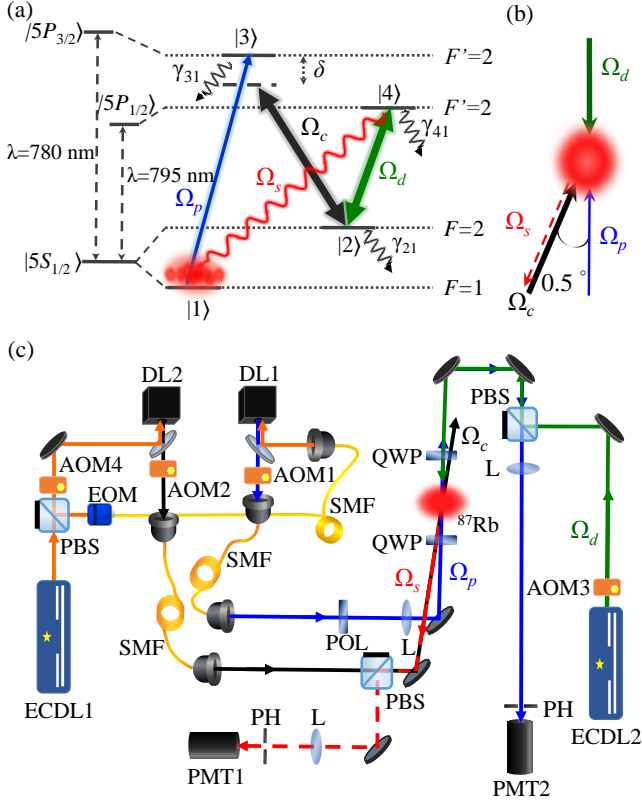 (a)
|5P3/2⟩
|3⟩
F'=2
γ31
δ
|5P1/2⟩
|4⟩
F'=2
λ=780 nm
λ=795 nm
Ωp
Ωs
Ωc
Ωd
γ41
|2⟩
F=2
γ21
|5S1/2⟩
|1⟩
F=1
(b)
Ωd
Ωs
Ωp
Ωc
0.5 °
(c)
DL2
DL1
AOM4
EOM
AOM2
AOM1
PBS
SMF
SMF
SMF
ECDL1
QWP
QWP
Ωc
87Rb
Ωs
Ωp
POL
L
PBS
PH
L
PMT1
PBS
L
Ωd
AOM3
PH
PMT2
ECDL2